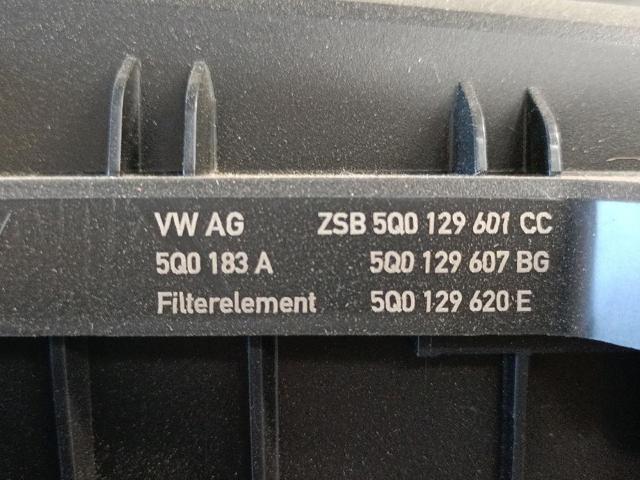 VW AG ZSB 5Q0 129 601 CC
5Q0 183 A 5Q0 129 607 BG
Filterelement 5Q0 129 620 E